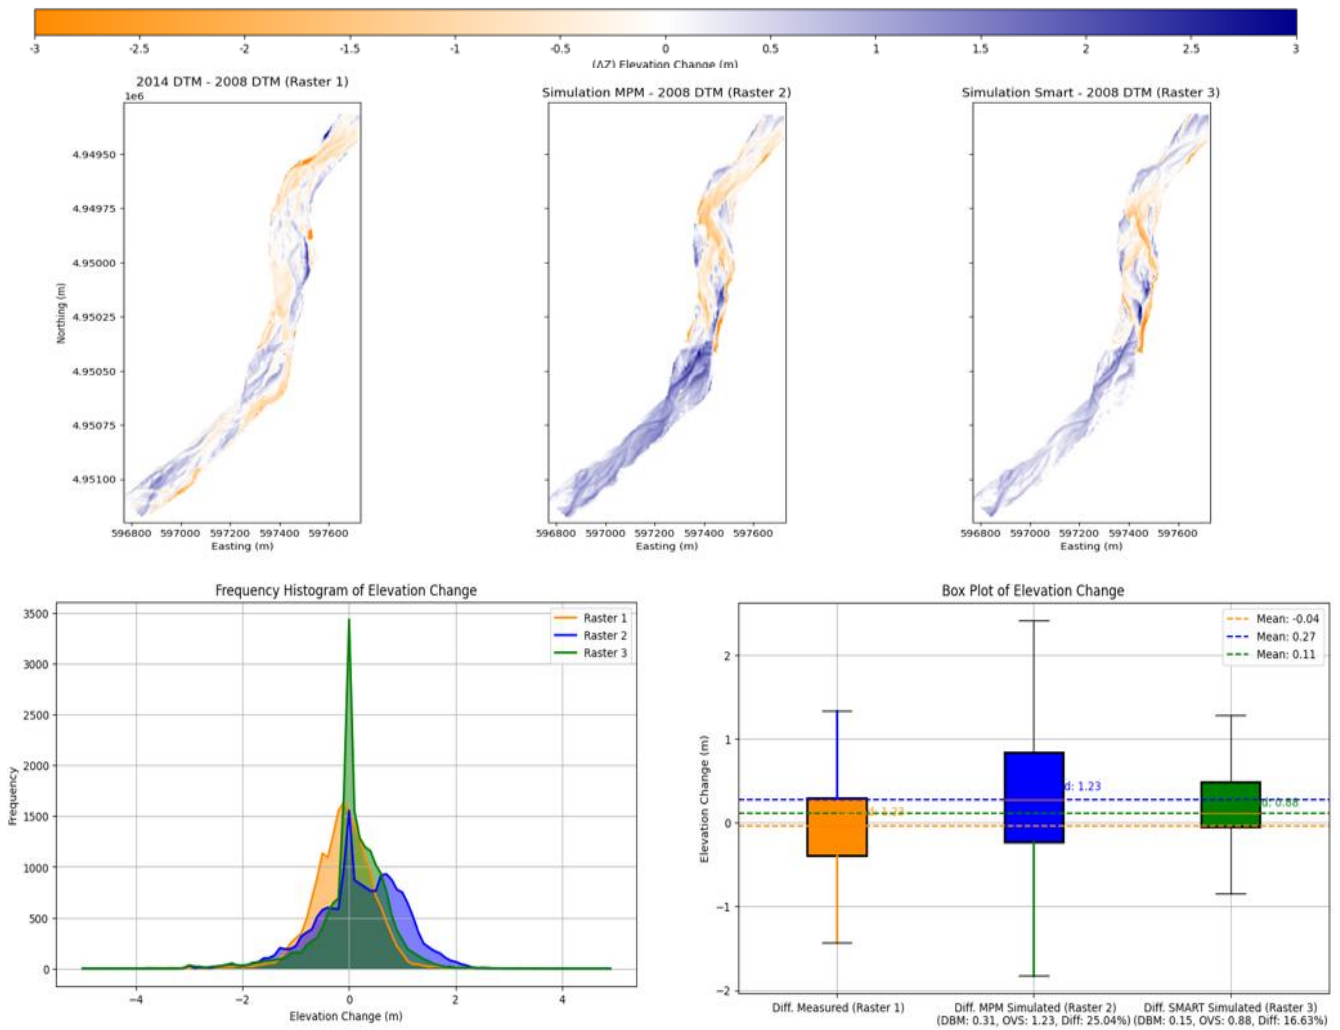 -3 -2.5 -2 -1.5 -1 -0.5 0 0.5 1 1.5 2 2.5 3
(ΔZ) Elevation Change (m)
2014 DTM - 2008 DTM (Raster 1)
1e6
Simulation MPM - 2008 DTM (Raster 2)
Simulation Smart - 2008 DTM (Raster 3)
4.94950
4.94975
4.95000
4.95025
4.95050
4.95075
4.95100
Northing (m)
596800 597000 597200 597400 597600
Easting (m)
596800 597000 597200 597400 597600
Easting (m)
596800 597000 597200 597400 597600
Easting (m)
Frequency Histogram of Elevation Change
3500
3000
2500
2000
1500
1000
500
0
Frequency
Raster 1
Raster 2
Raster 3
−4 −2 0 2 4
Elevation Change (m)
Box Plot of Elevation Change
2
1
0
−1
−2
Elevation Change (m)
Mean: -0.04
Mean: 0.27
Mean: 0.11
d: 1.23
d: 1.23
d: 0.88
Diff. Measured (Raster 1)
Diff. MPM Simulated (Raster 2)
(DBM: 0.31, OVS: 1.23, Diff: 25.04%)
Diff. SMART Simulated (Raster 3)
(DBM: 0.15, OVS: 0.88, Diff: 16.63%)